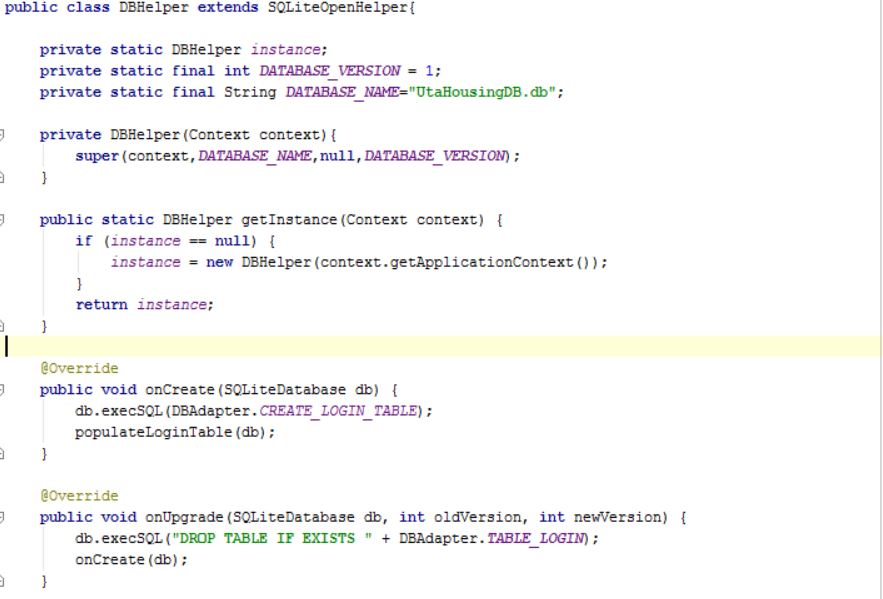 public class DBHelper extends SQLiteOpenHelper{
private static DBHelper instance;
private static final int DATABASE_VERSION = 1;
private static final String DATABASE_NAME="UtaHousingDB.db";
private DBHelper(Context context){
super(context,DATABASE_NAME,null,DATABASE_VERSION);
}
public static DBHelper getInstance(Context context) {
if (instance == null) {
instance = new DBHelper(context.getApplicationContext());
}
return instance;
}
@Override
public void onCreate(SQLiteDatabase db) {
db.execSQL(DBAdapter.CREATE_LOGIN_TABLE);
populateLoginTable(db);
}
@Override
public void onUpgrade(SQLiteDatabase db, int oldVersion, int newVersion) {
db.execSQL("DROP TABLE IF EXISTS " + DBAdapter.TABLE_LOGIN);
onCreate(db);
}